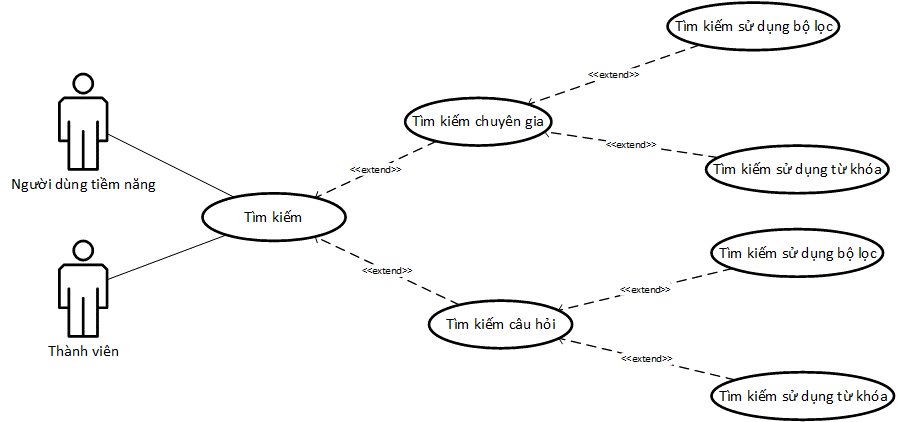 Tìm kiếm sử dụng bộ lọc
<<extend>>
Tìm kiếm chuyên gia
<<extend>>
Tìm kiếm sử dụng từ khóa
<<extend>>
Người dùng tiềm năng
Tìm kiếm
Tìm kiếm sử dụng bộ lọc
<<extend>>
<<extend>>
Tìm kiếm câu hỏi
Thành viên
<<extend>>
Tìm kiếm sử dụng từ khóa